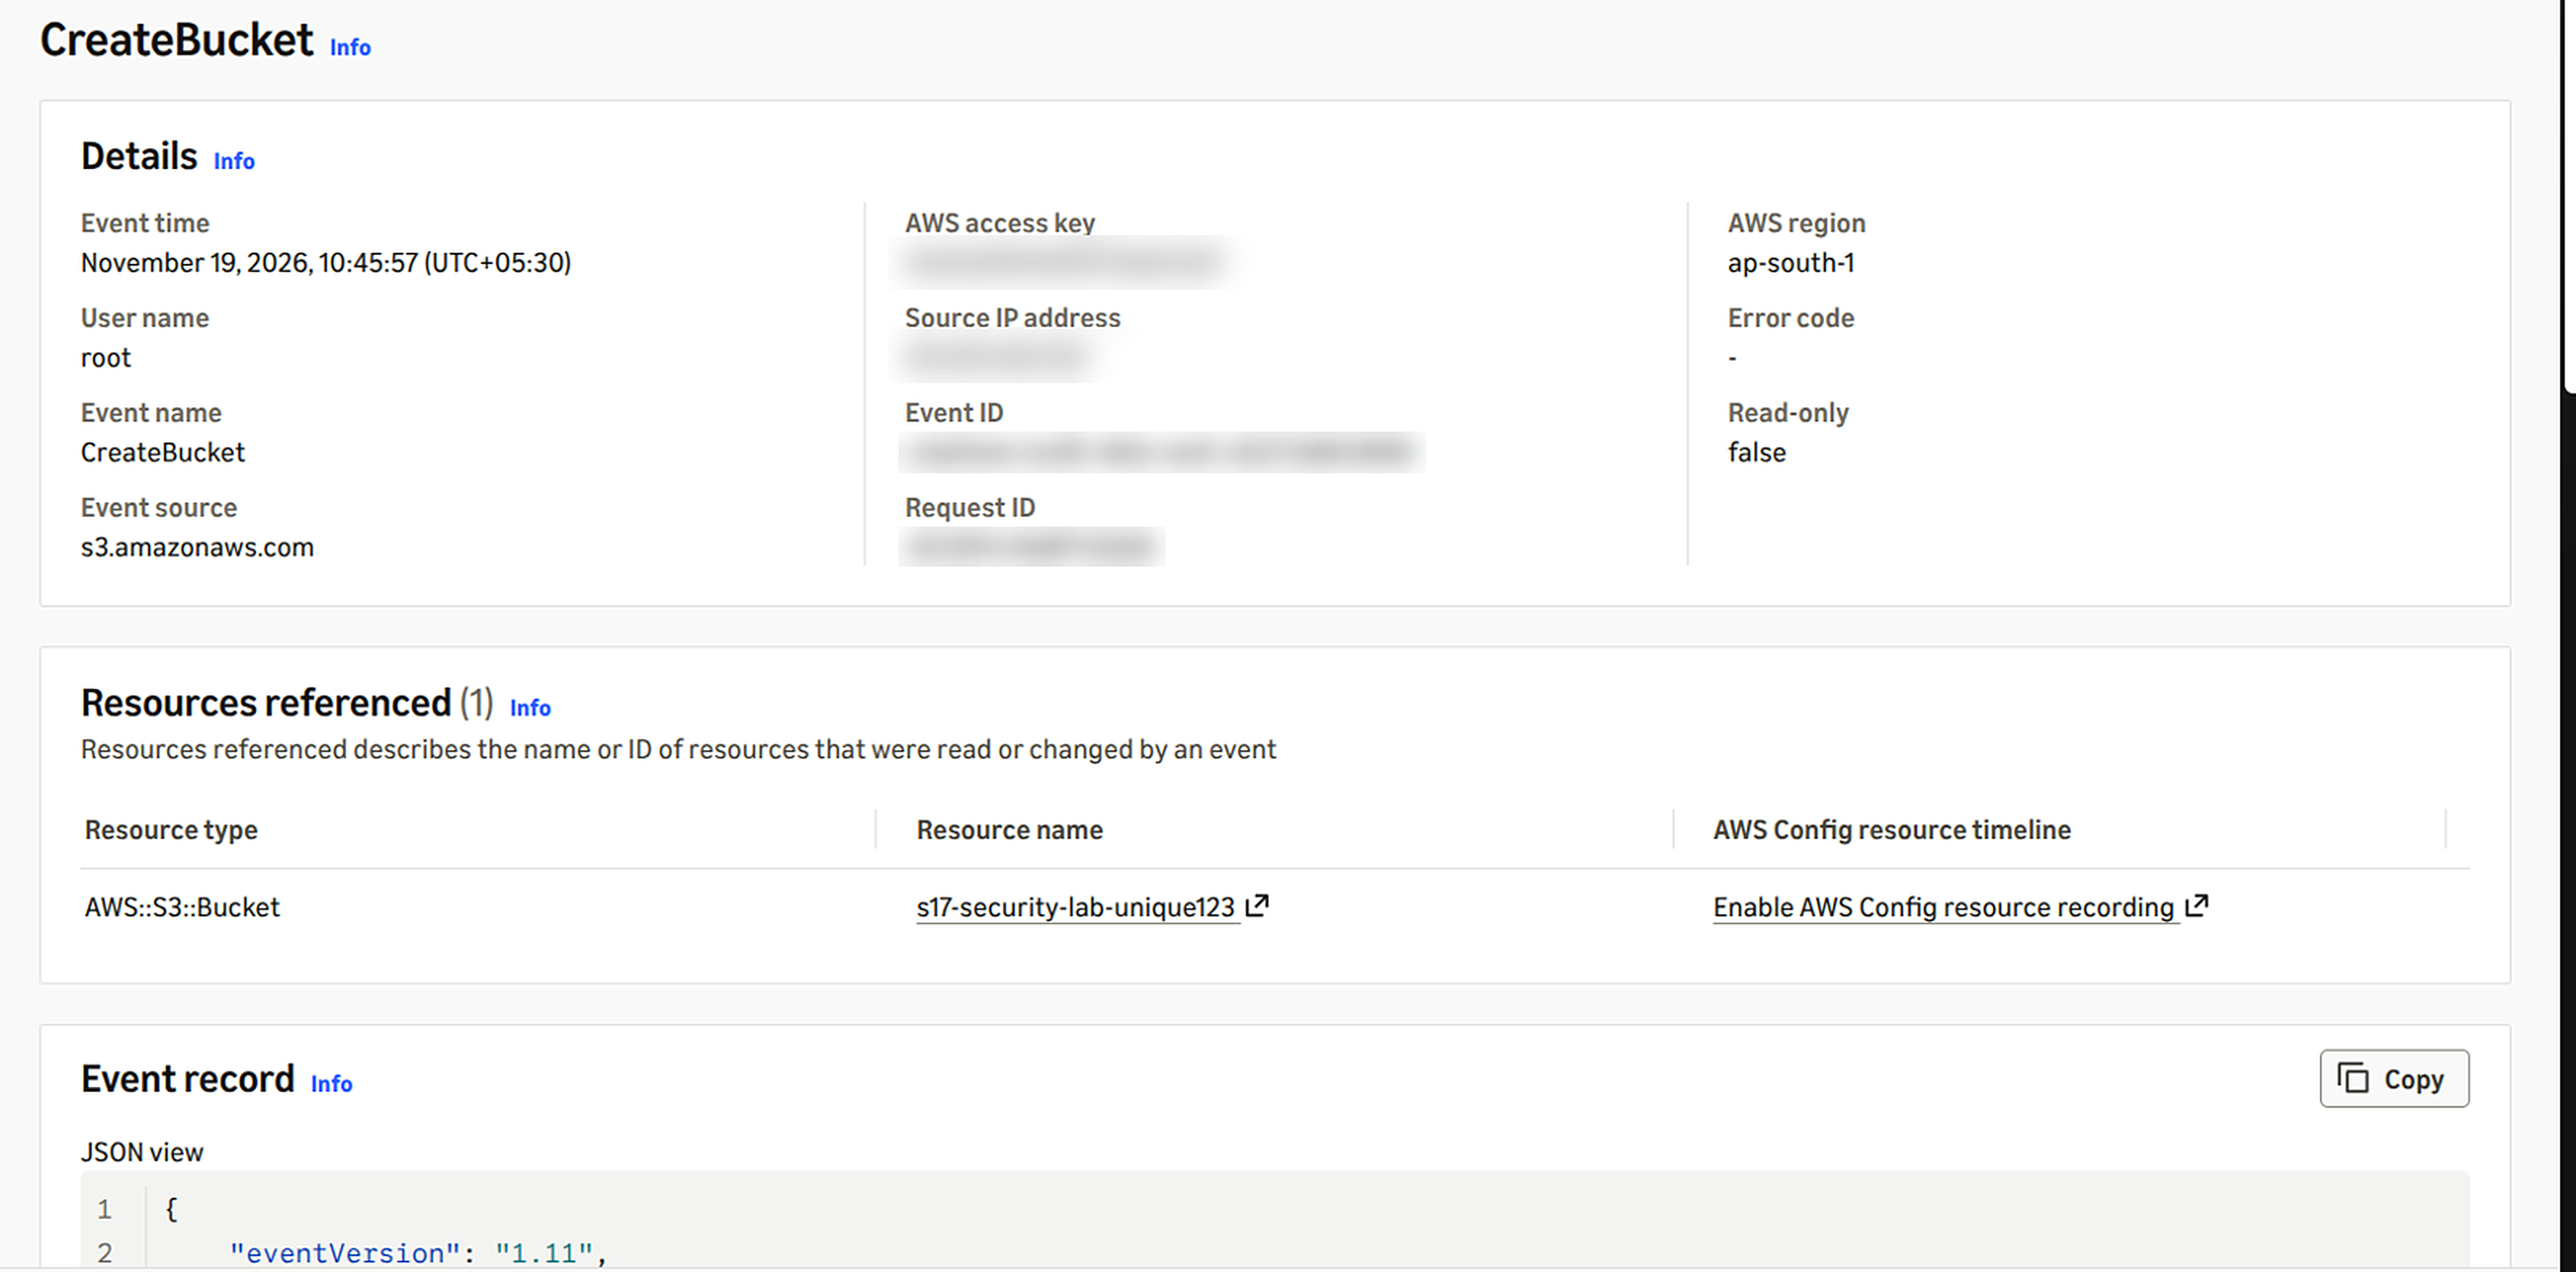 CreateBucket Info
Details Info
Event time
November 19, 2026, 10:45:57 (UTC+05:30)
User name
root
Event name
CreateBucket
Event source
s3.amazonaws.com
AWS access key
Source IP address
Event ID
Request ID
AWS region
ap-south-1
Error code
-
Read-only
false
Resources referenced (1) Info
Resources referenced describes the name or ID of resources that were read or changed by an event
Resource type Resource name AWS Config resource timeline
AWS::S3::Bucket s17-security-lab-unique123 Enable AWS Config resource recording
Event record Info
Copy
JSON view
1 {
2 "eventVersion": "1.11",